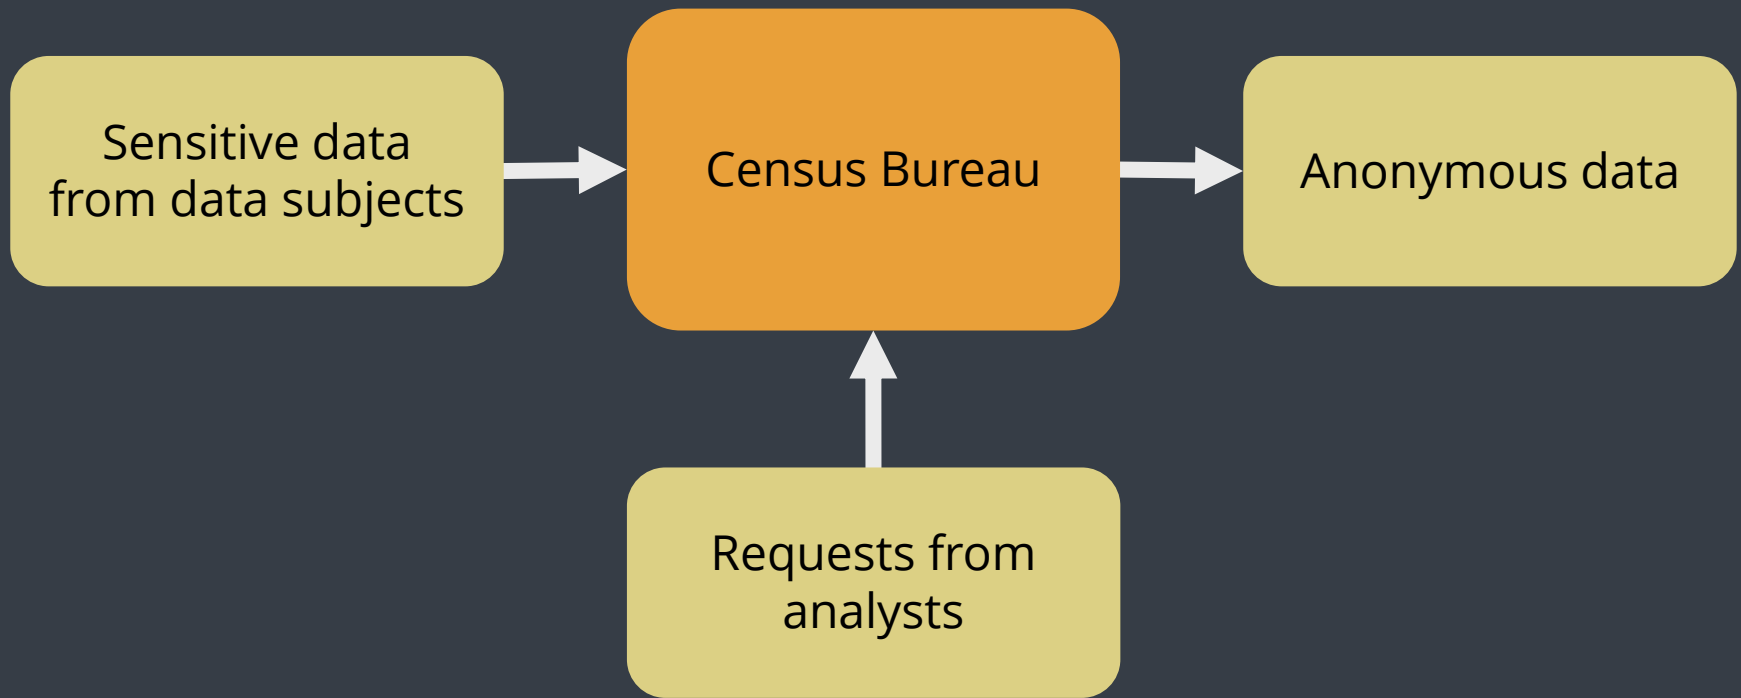 Sensitive data
from data subjects
Census Bureau
Anonymous data
Requests from
analysts